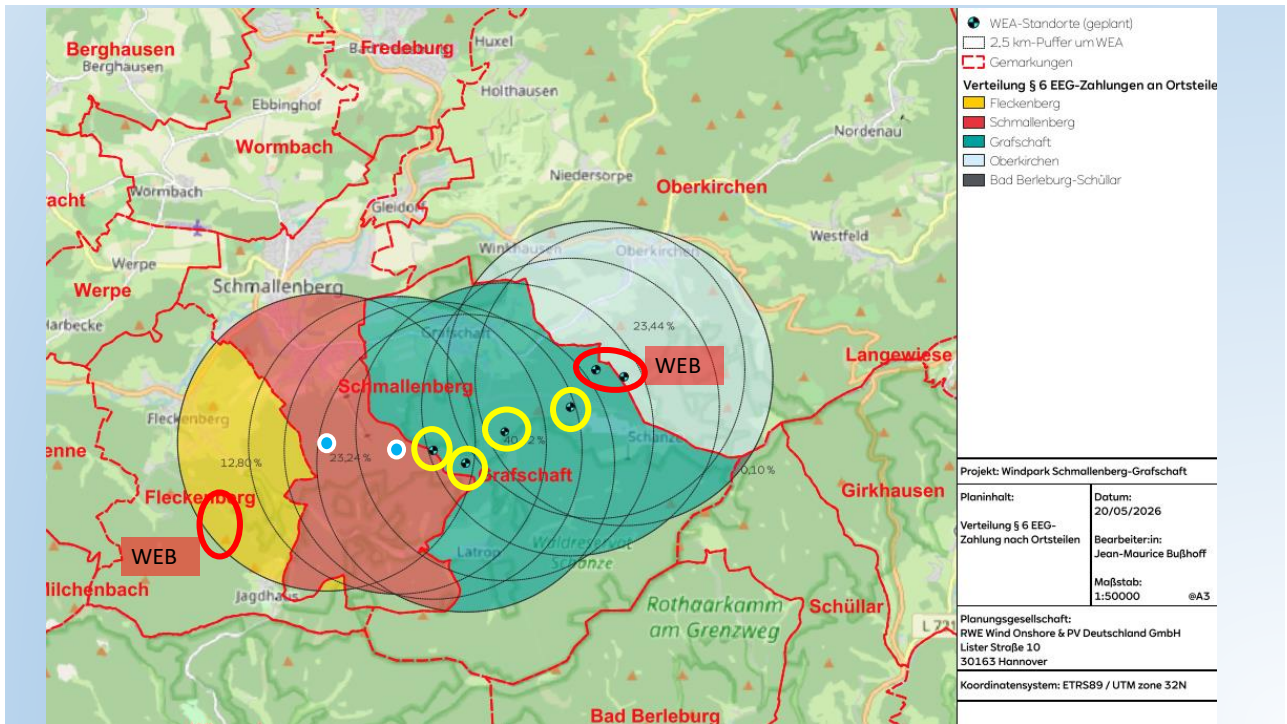 Berghausen
Berghausen
Fredeburg
Huxel
Ebbinghof
Holthausen
Wormbach
Nordenau
Niedersorpe
Oberkirchen
Wormbach
Gleidorf
Westfeld
Winkhausen
Oberkirchen
Werpe
Schmallenberg
Werpe
Harbecke
23,44 %
Grafschaft
Langewiese
WEB
Schmallenberg
Fleckenberg
Schanze
12,80 %
23,24 %
0,10 %
Grafschaft
Girkhausen
Fleckenberg
WEB
Latrop
Waldreservat
Schanze
Jagdhaus
Rothaarkamm
am Grenzweg
Schüllar
L 721
Bad Berleburg
WEA-Standorte (geplant)
2,5 km-Puffer um WEA
Gemarkungen
Verteilung § 6 EEG-Zahlungen an Ortsteile
Fleckenberg
Schmallenberg
Grafschaft
Oberkirchen
Bad Berleburg-Schüllar
Projekt: Windpark Schmallenberg-Grafschaft
Planinhalt:
Verteilung § 6 EEG-
Zahlung nach Ortsteilen
Datum:
20/05/2026
Bearbeiter:in:
Jean-Maurice Bußhoff
Maßstab:
1:50000 @A3
Planungsgesellschaft:
RWE Wind Onshore & PV Deutschland GmbH
Lister Straße 10
30163 Hannover
Koordinatensystem: ETRS89 / UTM zone 32N